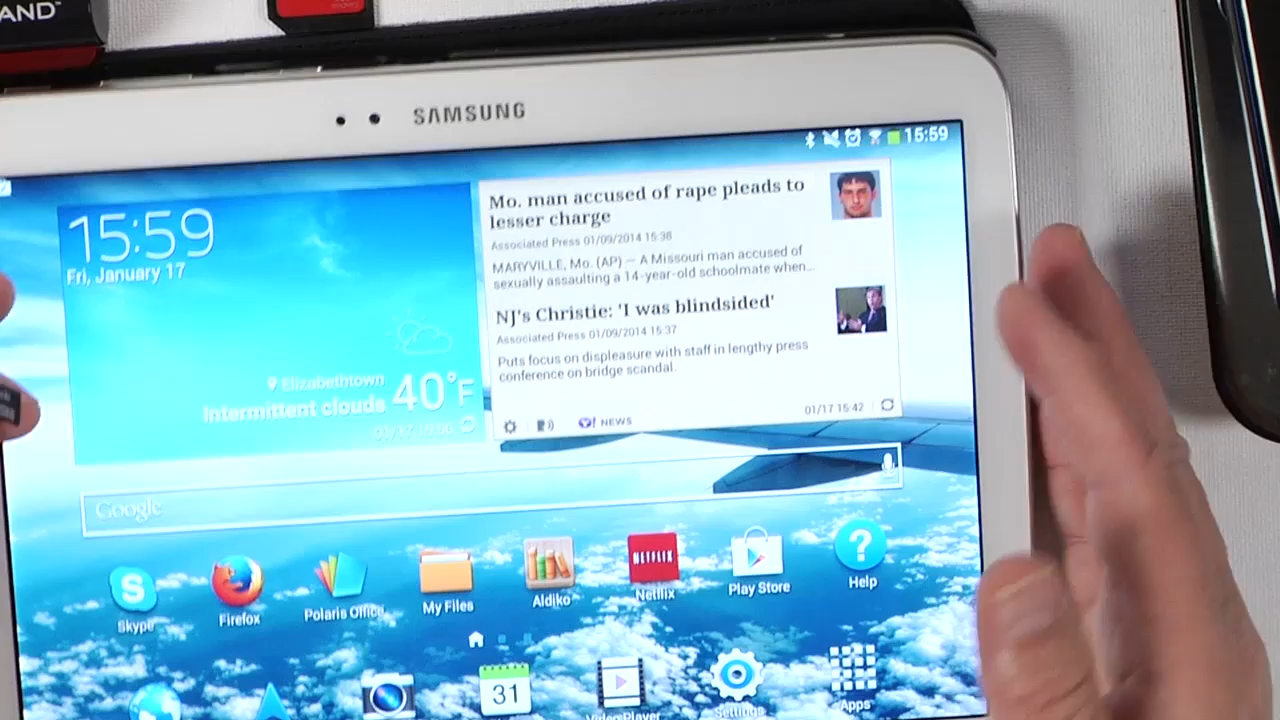 AND™
SAMSUNG
15:59
15:59
Fri, January 17
Elizabethtown
Intermittent clouds
40°F
Mo. man accused of rape pleads to
lesser charge
Associated Press 01/09/2014 15:38
MARYVILLE, Mo. (AP) — A Missouri man accused of
sexually assaulting a 14-year-old schoolmate when...
NJ's Christie: 'I was blindsided'
Associated Press 01/09/2014 15:37
Puts focus on displeasure with staff in lengthy press
conference on bridge scandal.
Y! NEWS
01/17 15:42
Google
Skype
Firefox
Polaris Office
My Files
Aldiko
NETFLIX
Netflix
Play Store
?
Help
31
Video Player
Settings
Apps